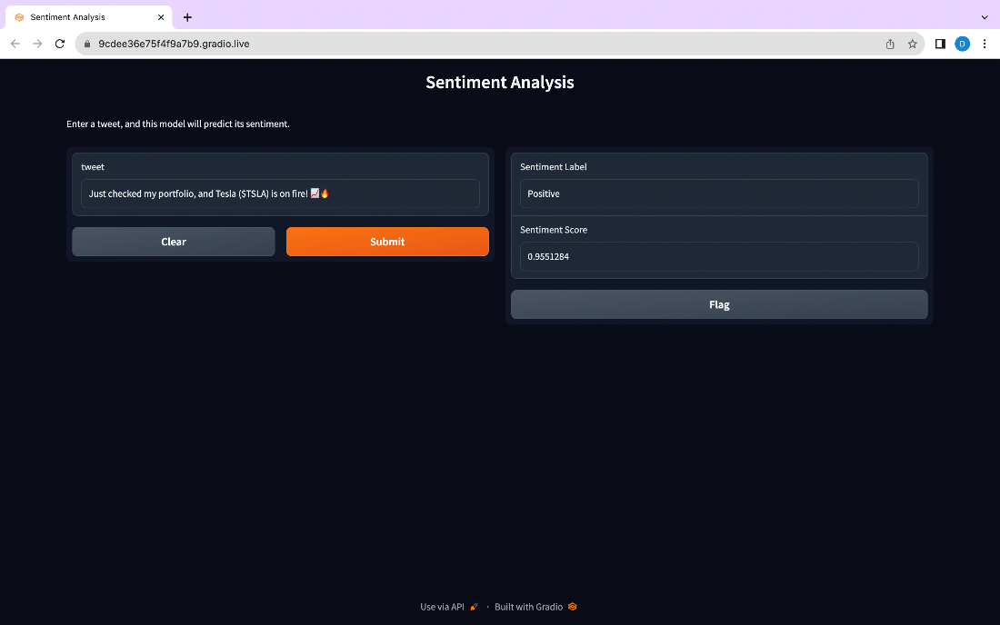 Sentiment Analysis
9cdee36e75f4f9a7b9.gradio.live
D
Sentiment Analysis
Enter a tweet, and this model will predict its sentiment.
tweet
Just checked my portfolio, and Tesla ($TSLA) is on fire! 📈🔥
Clear
Submit
Sentiment Label
Positive
Sentiment Score
0.9551284
Flag
Use via API · Built with Gradio